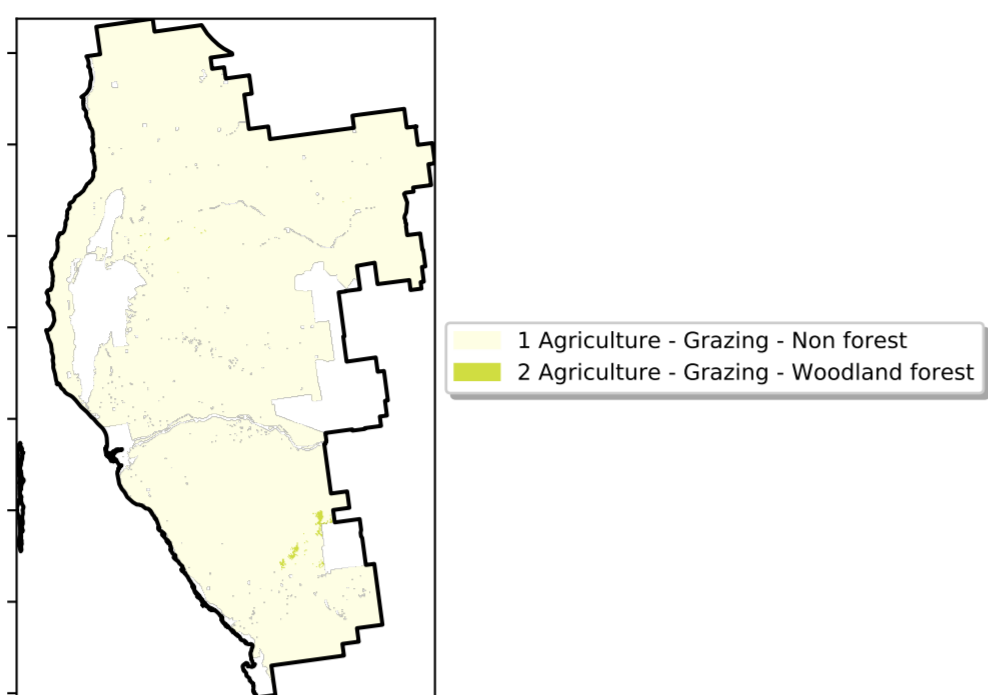 1 Agriculture - Grazing - Non forest
2 Agriculture - Grazing - Woodland forest